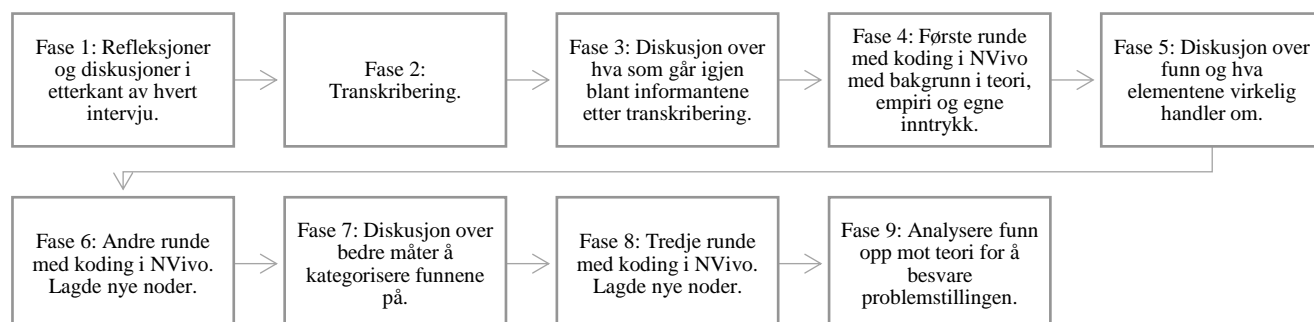 Fase 1: Refleksjoner
og diskusjoner i
etterkant av hvert
intervju.
Fase 2:
Transkribering.
Fase 3: Diskusjon over
hva som går igjen
blant informantene
etter transkribering.
Fase 4: Første runde
med koding i NVivo
med bakgrunn i teori,
empiri og egne
inntrykk.
Fase 5: Diskusjon over
funn og hva
elementene virkelig
handler om.
Fase 6: Andre runde
med koding i NVivo.
Lagde nye noder.
Fase 7: Diskusjon over
bedre måter å
kategorisere funnene
på.
Fase 8: Tredje runde
med koding i NVivo.
Lagde nye noder.
Fase 9: Analysere funn
opp mot teori for å
besvare
problemstillingen.